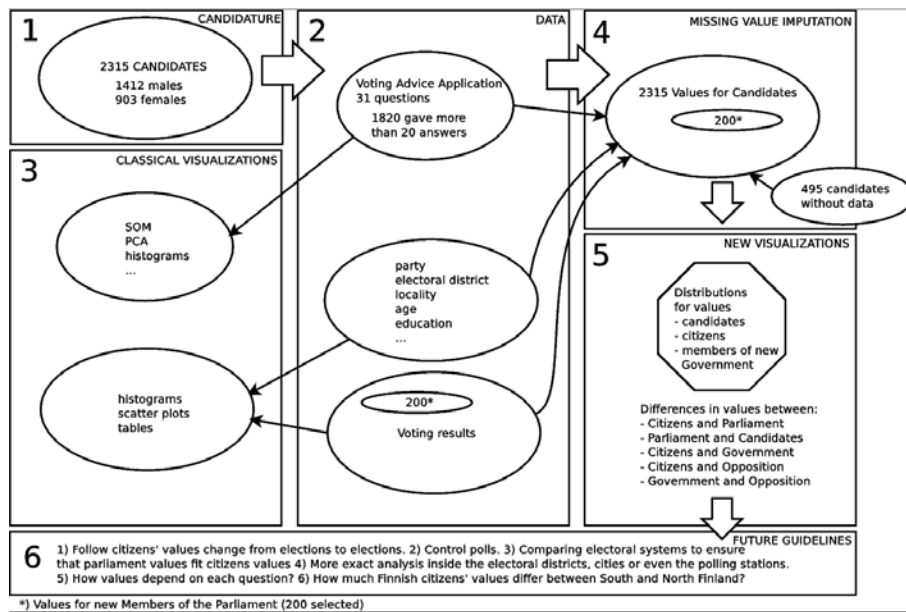 1
CANDIDATURE
2315 CANDIDATES
1412 males
903 females
2
DATA
Voting Advice Application
31 questions
1820 gave more
than 20 answers
party
electoral district
locality
age
education
...
200*
Voting results
3
CLASSICAL VISUALIZATIONS
SOM
PCA
histograms
...
histograms
scatter plots
tables
4
MISSING VALUE IMPUTATION
2315 Values for Candidates
200*
495 candidates
without data
5
NEW VISUALIZATIONS
Distributions
for values
- candidates
- citizens
- members of new
Government
Differences in values between:
- Citizens and Parliament
- Parliament and Candidates
- Citizens and Government
- Citizens and Opposition
- Government and Opposition
6
FUTURE GUIDELINES
1) Follow citizens' values change from elections to elections. 2) Control polls. 3) Comparing electoral systems to ensure
that parliament values fit citizens values 4) More exact analysis inside the electoral districts, cities or even the polling stations.
5) How values depend on each question? 6) How much Finnish citizens' values differ between South and North Finland?
*) Values for new Members of the Parliament (200 selected)